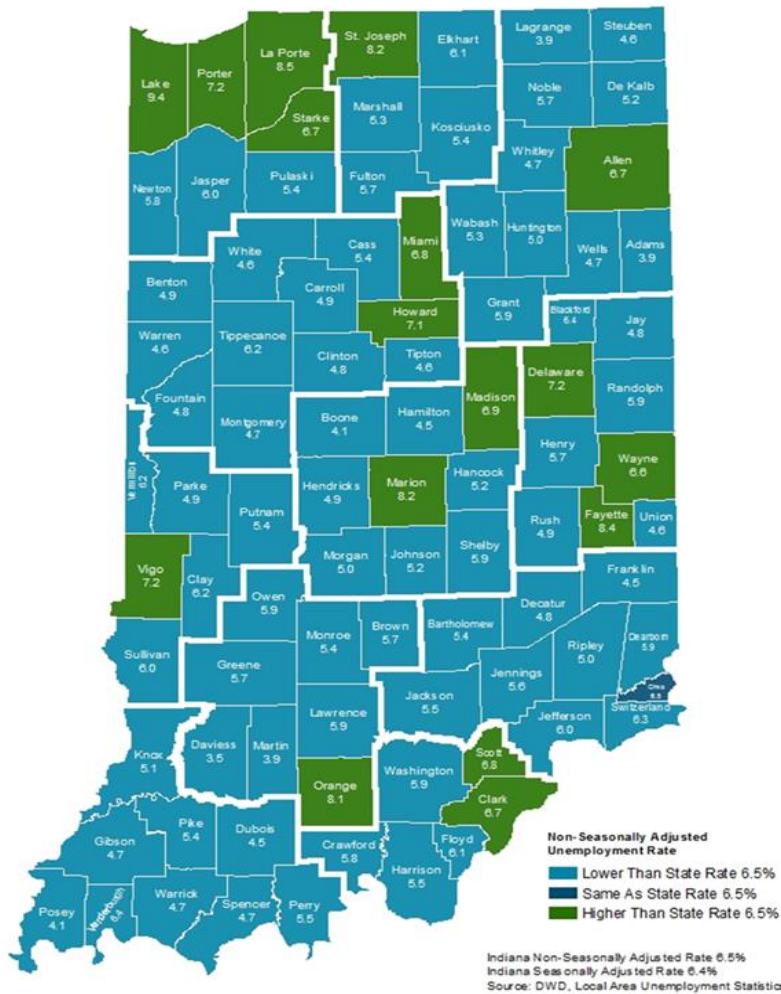 St. Joseph
8.2
Elkhart
6.1
Lagrange
3.9
Steuben
4.6
La Porte
8.5
Porter
7.2
Lake
9.4
Starke
6.7
Marshall
5.3
Kosciusko
5.4
Noble
5.7
De Kalb
5.2
Whitley
4.7
Allen
6.7
Newton
5.8
Jasper
6.0
Pulaski
5.4
Fulton
5.7
Wabash
5.3
Huntington
5.0
Wells
4.7
Adams
3.9
White
4.6
Cass
5.4
Miami
6.8
Benton
4.9
Carroll
4.9
Howard
7.1
Grant
5.9
Blackford
Jay
4.8
Warren
4.6
Tippecanoe
6.2
Clinton
4.8
Tipton
4.6
Madison
6.9
Delaware
7.2
Randolph
5.9
Fountain
4.8
Montgomery
4.7
Boone
4.1
Hamilton
4.5
Henry
5.7
Wayne
6.6
Vermillion
6.2
Parke
4.9
Putnam
5.4
Hendricks
4.9
Marion
8.2
Hancock
5.2
Rush
4.9
Fayette
8.4
Union
4.6
Vigo
7.2
Clay
6.2
Owen
5.9
Morgan
5.0
Johnson
5.2
Shelby
5.9
Franklin
4.5
Decatur
4.8
Sullivan
6.0
Greene
5.7
Monroe
5.4
Brown
5.7
Bartholomew
5.4
Jennings
5.6
Ripley
5.0
Dearborn
5.9
Ohio
6.5
Switzerland
6.3
Knox
5.1
Daviess
3.5
Martin
3.9
Lawrence
5.9
Jackson
5.5
Jefferson
6.0
Orange
8.1
Washington
5.9
Scott
6.8
Clark
6.7
Gibson
4.7
Pike
5.4
Dubois
4.5
Crawford
5.8
Harrison
5.5
Floyd
6.1
Posey
4.1
Vanderburgh
Warrick
4.7
Spencer
4.7
Perry
5.5
Non-Seasonally Adjusted
Unemployment Rate
Lower Than State Rate 6.5%
Same As State Rate 6.5%
Higher Than State Rate 6.5%
Indiana Non-Seasonally Adjusted Rate 6.5%
Indiana Seasonally Adjusted Rate 6.4%
Source: DWD, Local Area Unemployment Statistic